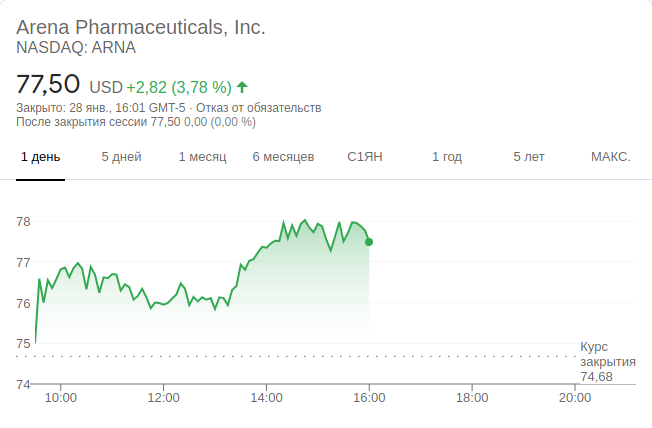 Arena Pharmaceuticals, Inc.
NASDAQ: ARNA
77,50 USD +2,82 (3,78 %)
Закрыто: 28 янв., 16:01 GMT-5 · Отказ от обязательств
После закрытия сессии 77,50 0,00 (0,00 %)
1 день 5 дней 1 месяц 6 месяцев С1ЯН 1 год 5 лет МАКС.
78
77
76
75
74
Курс
закрытия
74,68
10:00 12:00 14:00 16:00 18:00 20:00